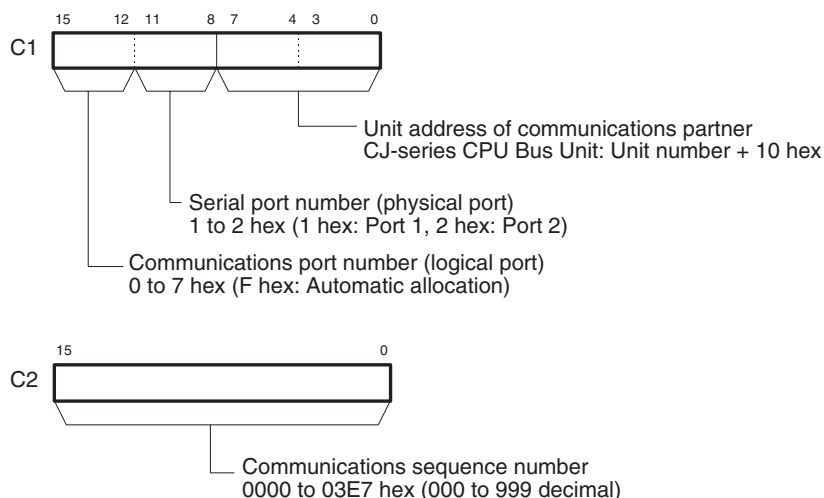 15 12 11 8 7 4 3 0
C1
Unit address of communications partner
CJ-series CPU Bus Unit: Unit number + 10 hex
Serial port number (physical port)
1 to 2 hex (1 hex: Port 1, 2 hex: Port 2)
Communications port number (logical port)
0 to 7 hex (F hex: Automatic allocation)
15 0
C2
Communications sequence number
0000 to 03E7 hex (000 to 999 decimal)